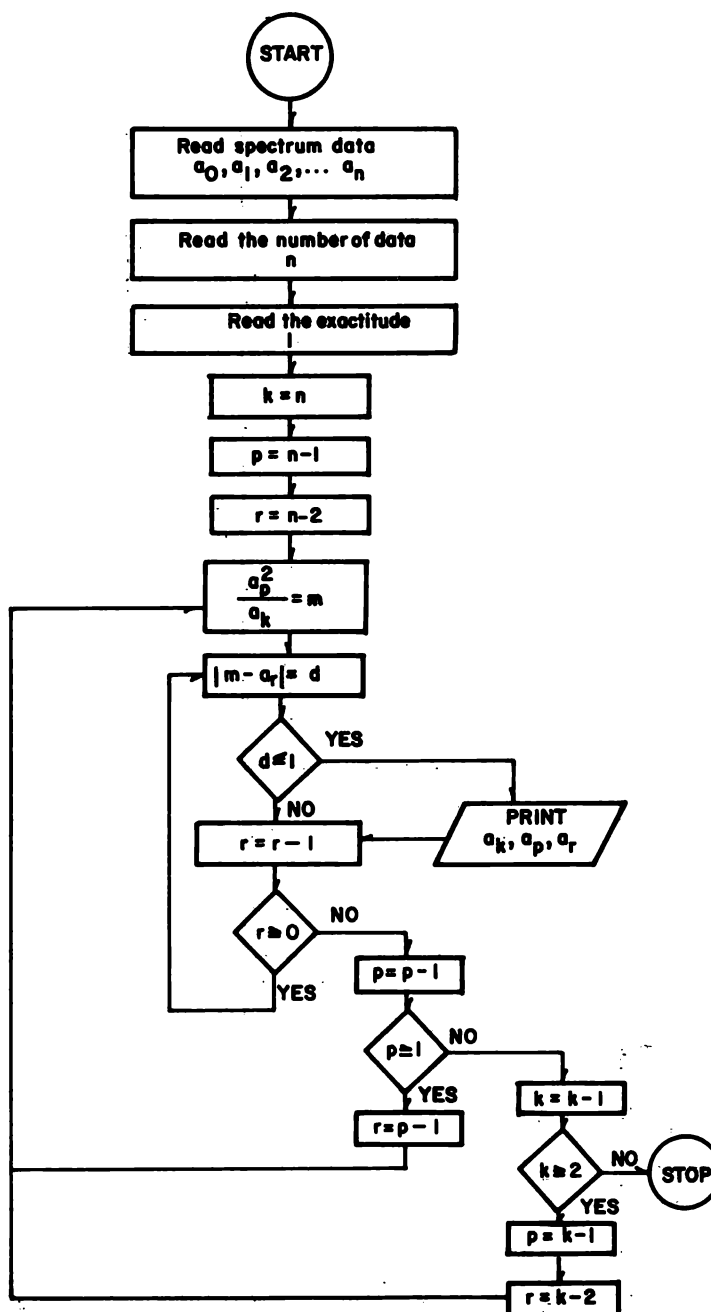 START
Read spectrum data
a0, a1, a2, ... an
Read the number of data
n
Read the exactitude
l
k = n
p = n-1
r = n-2
ap²/ak = m
|m - ar| = d
d ≤ l
YES
NO
PRINT
ak, ap, ar
r = r - 1
r ≥ 0
NO
YES
p = p - 1
p ≥ 1
NO
YES
r = p - 1
k = k - 1
k ≥ 2
NO
STOP
YES
p = k - 1
r = k - 2